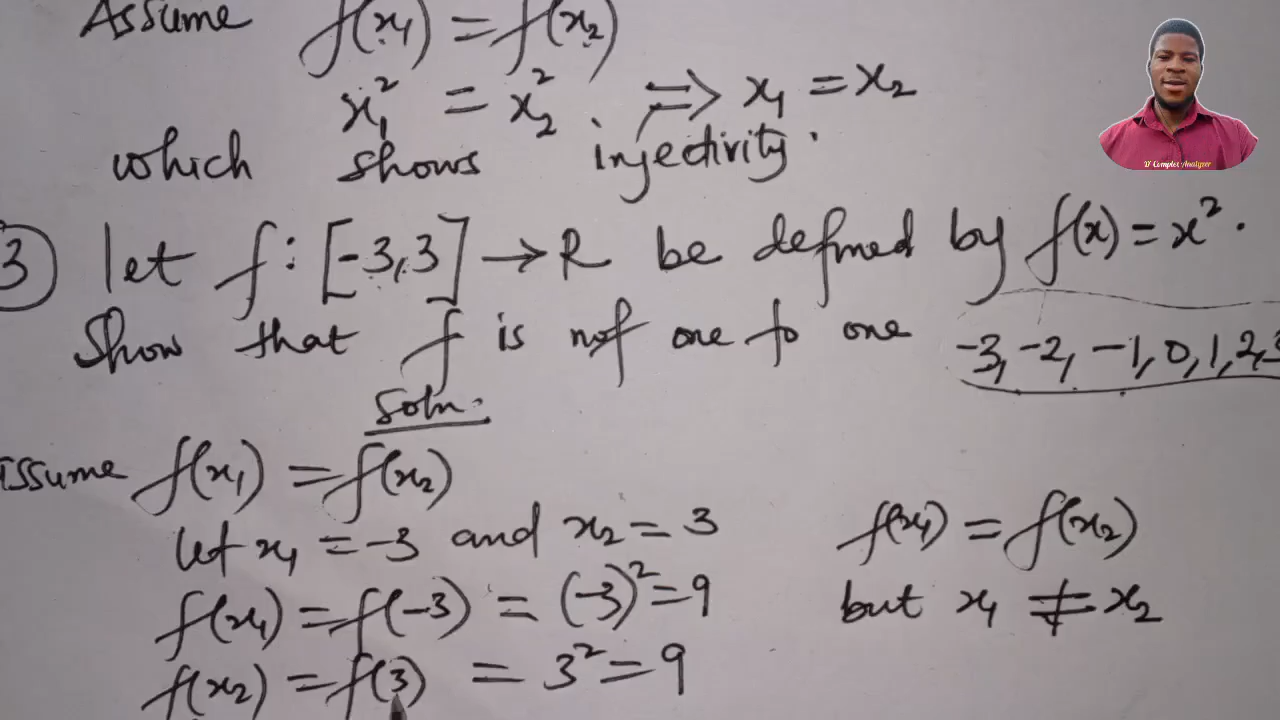 Assume f(x₁) = f(x₂)
x₁² = x₂² ⇒ x₁ = x₂
which shows injectivity.
3 let f: [-3,3] → R be defined by f(x) = x².
Show that f is not one to one
-3, -2, -1, 0, 1, 2, 3
Soln.
Assume f(x₁) = f(x₂)
let x₁ = -3 and x₂ = 3
f(x₁) = f(-3) = (-3)² = 9
f(x₂) = f(3) = 3² = 9
f(x₁) = f(x₂)
but x₁ ≠ x₂
D' Complex Analyzer